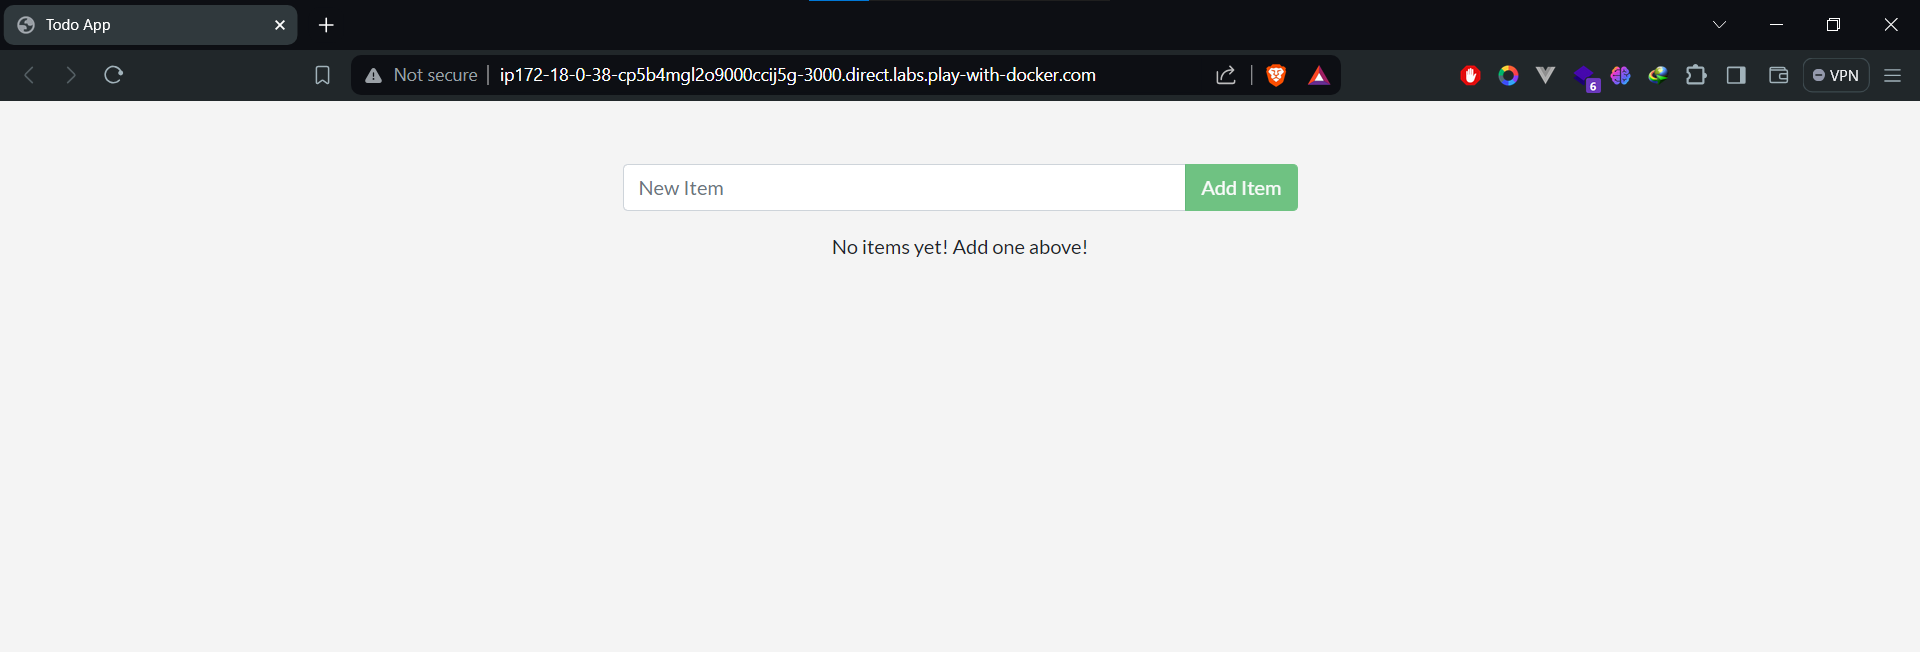 Todo App
Not secure
ip172-18-0-38-cp5b4mgl2o9000ccij5g-3000.direct.labs.play-with-docker.com
6
VPN
New Item
Add Item
No items yet! Add one above!